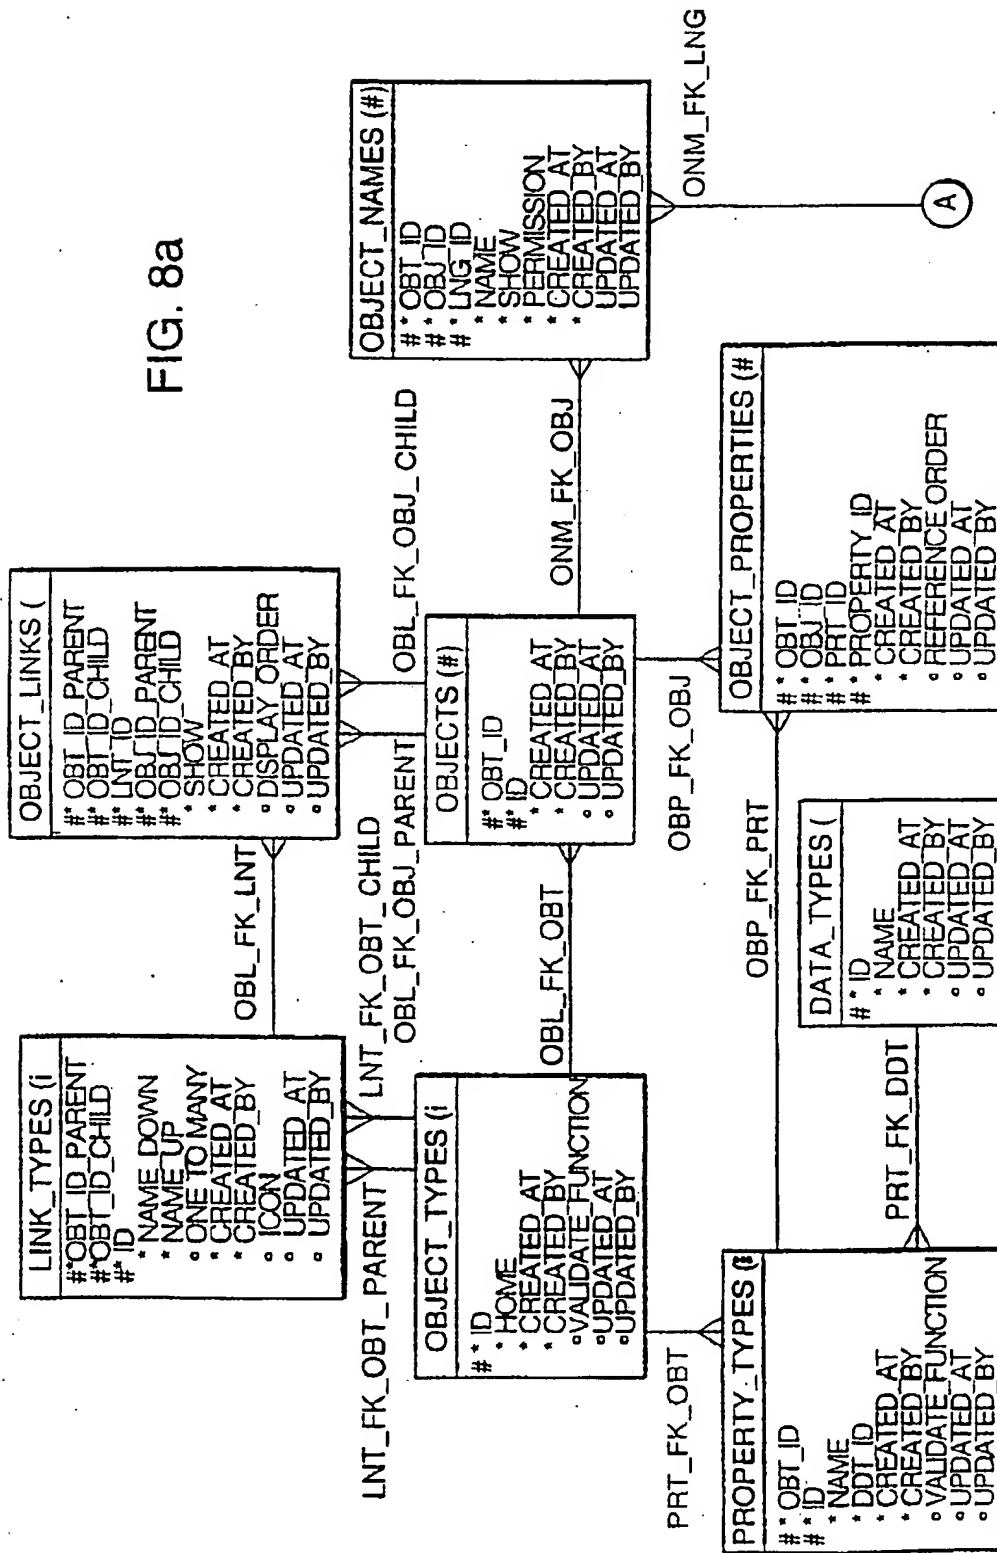 FIG. 8a
LINK_TYPES (i
#*OBT_ID_PARENT
#*OBT_ID_CHILD
#*ID
* NAME_DOWN
* NAME_UP
o ONE_TO_MANY
* CREATED_AT
* CREATED_BY
o ICON
o UPDATED_AT
o UPDATED_BY
OBL_FK_LNT
OBJECT_LINKS (
#* OBT_ID_PARENT
#* OBT_ID_CHILD
#* LNT_ID
#* OBJ_ID_PARENT
#* OBJ_ID_CHILD
* SHOW
* CREATED_AT
* CREATED_BY
o DISPLAY_ORDER
o UPDATED_AT
o UPDATED_BY
LNT_FK_OBT_PARENT
LNT_FK_OBT_CHILD
OBL_FK_OBJ_PARENT
OBL_FK_OBJ_CHILD
OBJECT_TYPES (i
#* ID
* HOME
* CREATED_AT
* CREATED_BY
o VALIDATE_FUNCTION
o UPDATED_AT
o UPDATED_BY
OBL_FK_OBT
OBJECTS (#)
#* OBT_ID
#* ID
* CREATED_AT
* CREATED_BY
o UPDATED_AT
o UPDATED_BY
ONM_FK_OBJ
OBJECT_NAMES (#)
#* OBT_ID
#* OBJ_ID
#* LNG_ID
* NAME
* SHOW
* PERMISSION
* CREATED_AT
* CREATED_BY
UPDATED_AT
UPDATED_BY
ONM_FK_LNG
A
PRT_FK_OBT
OBP_FK_OBJ
OBP_FK_PRT
PROPERTY_TYPES (
#* OBT_ID
#* ID
* NAME
* DDT_ID
* CREATED_AT
* CREATED_BY
o VALIDATE_FUNCTION
o UPDATED_AT
o UPDATED_BY
PRT_FK_DDT
DATA_TYPES (
#* ID
* NAME
* CREATED_AT
* CREATED_BY
o UPDATED_AT
o UPDATED_BY
OBJECT_PROPERTIES (#
#* OBT_ID
#* OBJ_ID
#* PRT_ID
#* PROPERTY_ID
* CREATED_AT
* CREATED_BY
o REFERENCE_ORDER
o UPDATED_AT
o UPDATED_BY